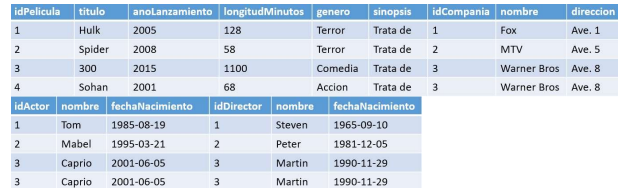 idPelicula titulo anoLanzamiento longitudMinutos genero sinopsis idCompania nombre direccion
1 Hulk 2005 128 Terror Trata de 1 Fox Ave. 1
2 Spider 2008 58 Terror Trata de 2 MTV Ave. 5
3 300 2015 1100 Comedia Trata de 3 Warner Bros Ave. 8
4 Sohan 2001 68 Accion Trata de 3 Warner Bros Ave. 8
idActor nombre fechaNacimiento idDirector nombre fechaNacimiento
1 Tom 1985-08-19 1 Steven 1965-09-10
2 Mabel 1995-03-21 2 Peter 1981-12-05
3 Caprio 2001-06-05 3 Martin 1990-11-29
3 Caprio 2001-06-05 3 Martin 1990-11-29